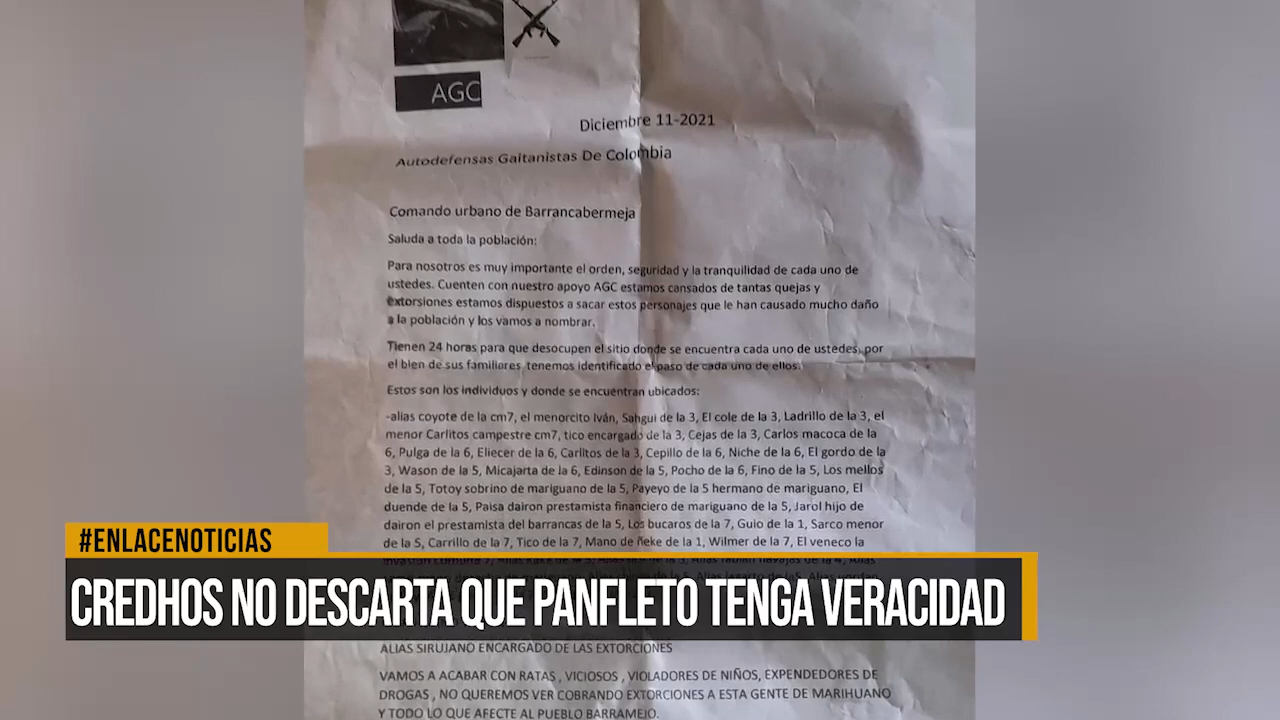 AGC
Diciembre 11-2021
Autodefensas Gaitanistas De Colombia
Comando urbano de Barrancabermeja
Saluda a toda la población:
Para nosotros es muy importante el orden, seguridad y la tranquilidad de cada uno de
ustedes. Cuenten con nuestro apoyo AGC estamos cansados de tantas quejas y
extorsiones estamos dispuestos a sacar estos personajes que le han causado mucho daño
a la población y los vamos a nombrar.
Tienen 24 horas para que desocupen el sitio donde se encuentra cada uno de ustedes, por
el bien de sus familiares tenemos identificado el paso de cada uno de ellos.
Estos son los individuos y donde se encuentran ubicados:
-alias coyote de la cm7, el menorcito Iván, Sahgui de la 3, El cole de la 3, Ladrillo de la 3, el
menor Carlitos campestre cm7, tico encargado de la 3, Cejas de la 3, Carlos macoca de la
6, Pulga de la 6, Eliecer de la 6, Carlitos de la 3, Cepillo de la 6, Niche de la 6, El gordo de la
3, Wason de la 5, Micajarta de la 6, Edinson de la 5, Pocho de la 6, Fino de la 5, Los mellos
de la 5, Totoy sobrino de mariguano de la 5, Payeyo de la 5 hermano de mariguano, El
duende de la 5, Paisa dairon prestamista financiero de mariguano de la 5, Jarol hijo de
dairon el prestamista del barrancas de la 5, Los bucaros de la 7, Guio de la 1, Sarco menor
de la 5, Carrillo de la 7, Tico de la 7, Mano de ñeke de la 1, Wilmer de la 7, El veneco la
#ENLACENOTICIAS
CREDHOS NO DESCARTA QUE PANFLETO TENGA VERACIDAD
ALIAS SIRUJANO ENCARGADO DE LAS EXTORCIONES
VAMOS A ACABAR CON RATAS , VICIOSOS , VIOLADORES DE NIÑOS, EXPENDEDORES DE
DROGAS , NO QUEREMOS VER COBRANDO EXTORCIONES A ESTA GENTE DE MARIHUANO
Y TODO LO QUE AFECTE AL PUEBLO BARRAMEJO.